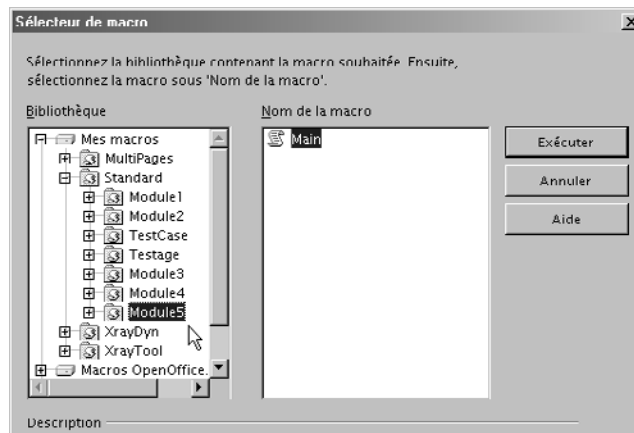 Sélecteur de macro
Sélectionnez la bibliothèque contenant la macro souhaitée. Ensuite,
sélectionnez la macro sous 'Nom de la macro'.
Bibliothèque
Nom de la macro
Mes macros
MultiPages
Standard
Module1
Module2
TestCase
Testage
Module3
Module4
Module5
XrayDyn
XrayTool
Macros OpenOffice.
Main
Exécuter
Annuler
Aide
Description